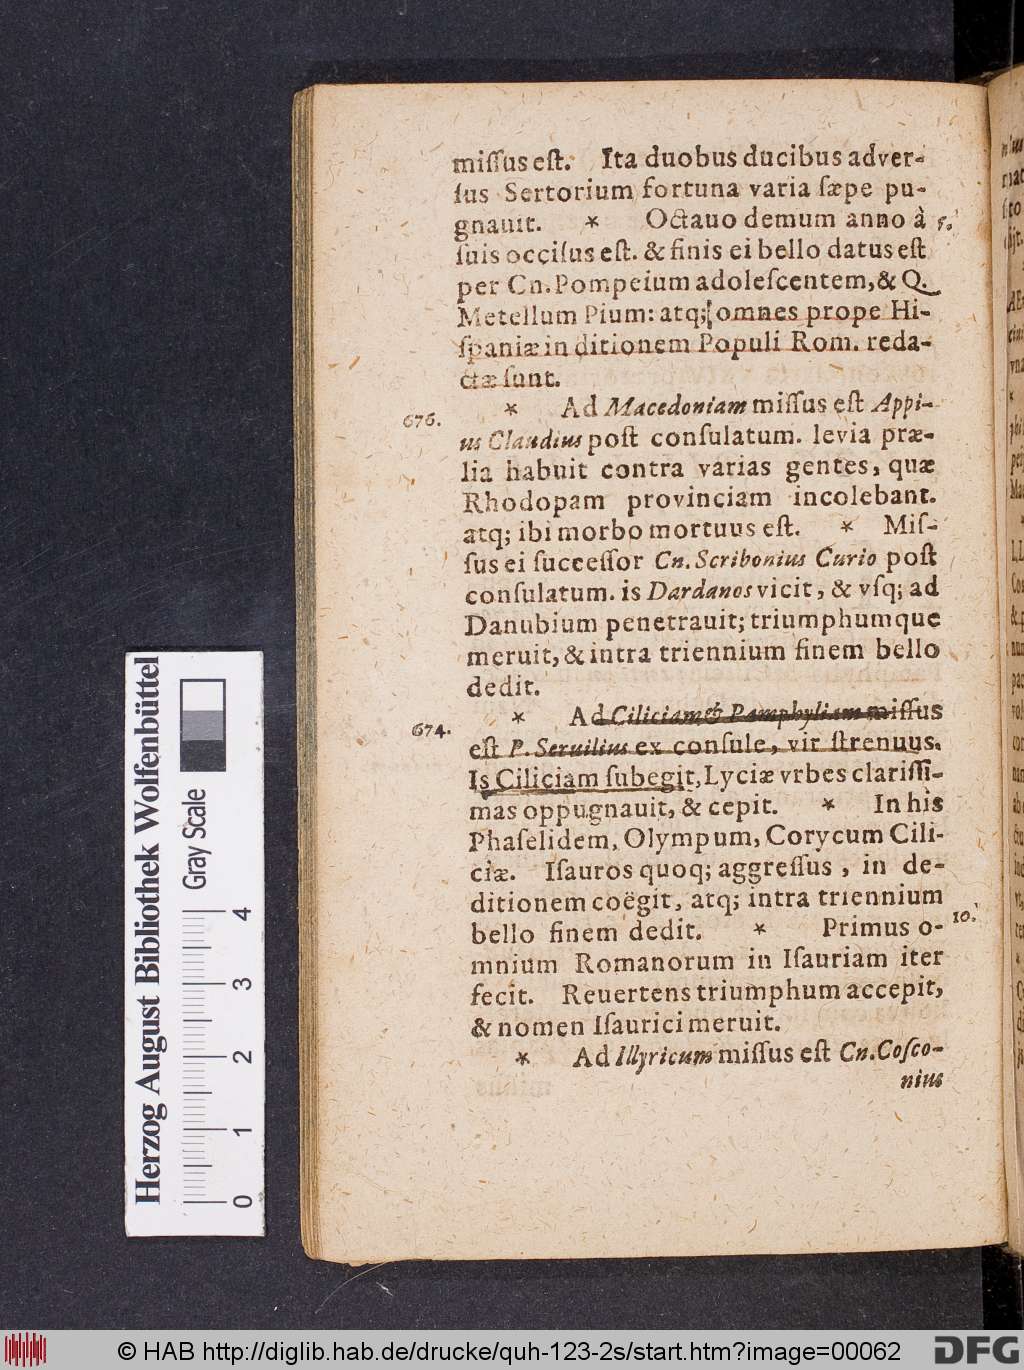 miſſus eſt. Ita duobus ducibus adver-
ſus Sertorium fortuna varia ſæpe pu-
gnauit. * Octauo demum anno à 5.
ſuis occiſus eſt. & finis ei bello datus eſt
per Cn. Pompeium adoleſcentem, & Q.
Metellum Pium: atq; omnes prope Hi-
ſpaniæ in ditionem Populi Rom. reda-
ctæ ſunt.
676. * Ad Macedoniam miſſus eſt Appi-
us Claudius poſt conſulatum. levia præ-
lia habuit contra varias gentes, quæ
Rhodopam provinciam incolebant.
atq; ibi morbo mortuus eſt. * Miſ-
ſus ei ſucceſſor Cn. Scribonius Curio poſt
conſulatum. is Dardanos vicit, & vſq; ad
Danubium penetrauit; triumphumque
meruit, & intra triennium finem bello
dedit.
674. * Ad Ciliciam & Pamphyliam miſſus
eſt P. Seruilius ex conſule, vir ſtrenuus.
Is Ciliciam ſubegit, Lyciæ vrbes clariſſi-
mas oppugnauit, & cepit. * In his
Phaſelidem, Olympum, Corycum Cili-
ciæ. Iſauros quoq; aggreſſus, in de-
ditionem coëgit, atq; intra triennium
bello finem dedit. * Primus o- 10.
mnium Romanorum in Iſauriam iter
fecit. Reuertens triumphum accepit,
& nomen Iſaurici meruit.
* Ad Illyricum miſſus eſt Cn. Coſco-
nius
Herzog August Bibliothek Wolfenbüttel
Gray Scale
0 1 2 3 4
© HAB http://diglib.hab.de/drucke/quh-123-2s/start.htm?image=00062
DFG